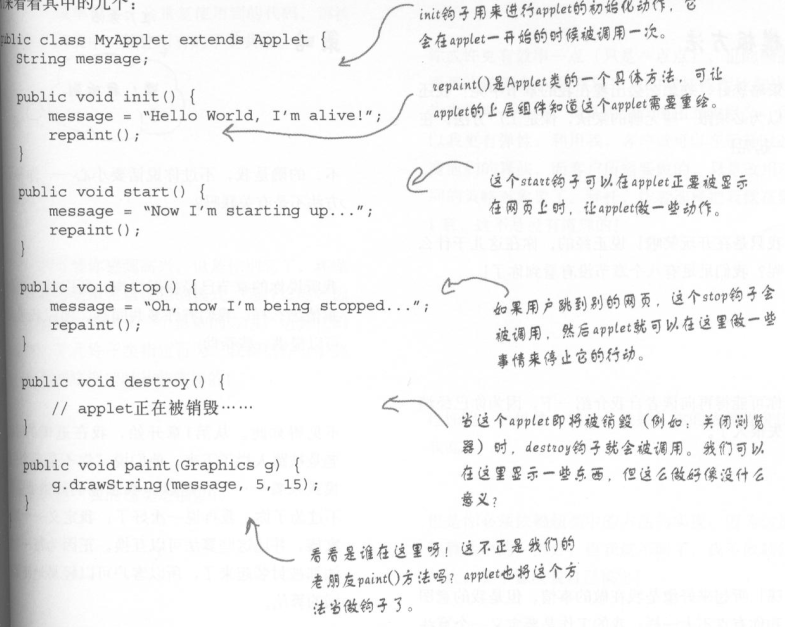 看看其中的几个：
public class MyApplet extends Applet {
String message;
init钩子用来进行applet的初始化动作，它
会在applet一开始的时候被调用一次。
public void init() {
message = “Hello World, I’m alive!”;
repaint();
}
repaint()是Applet类的一个具体方法，可让
applet的上层组件知道这个applet需要重绘。
public void start() {
message = “Now I’m starting up...”;
repaint();
}
这个start钩子可以在applet正要被显示
在网页上时，让applet做一些动作。
public void stop() {
message = “Oh, now I’m being stopped...”;
repaint();
}
如果用户跳到别的网页，这个stop钩子会
被调用，然后applet就可以在这里做一些
事情来停止它的行动。
public void destroy() {
// applet正在被销毁……
}
当这个applet即将被销毁（例如：关闭浏览
器）时，destroy钩子就会被调用。我们可以
在这里显示一些东西，但这么做好像没什么
意义？
public void paint(Graphics g) {
g.drawString(message, 5, 15);
}
看看是谁在这里呀！这不正是我们的
老朋友paint()方法吗？applet也将这个方
法当做钩子了。